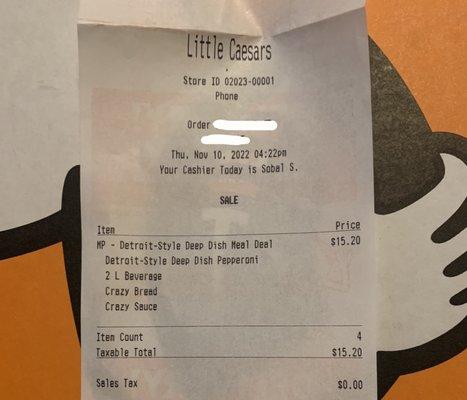 Little Caesars
Store ID 02023-00001
Phone
Order
Thu, Nov 10, 2022 04:22pm
Your Cashier Today is Sobal S.
SALE
Item Price
MP - Detroit-Style Deep Dish Meal Deal $15.20
Detroit-Style Deep Dish Pepperoni
2 L Beverage
Crazy Bread
Crazy Sauce
Item Count 4
Taxable Total $15.20
Sales Tax $0.00